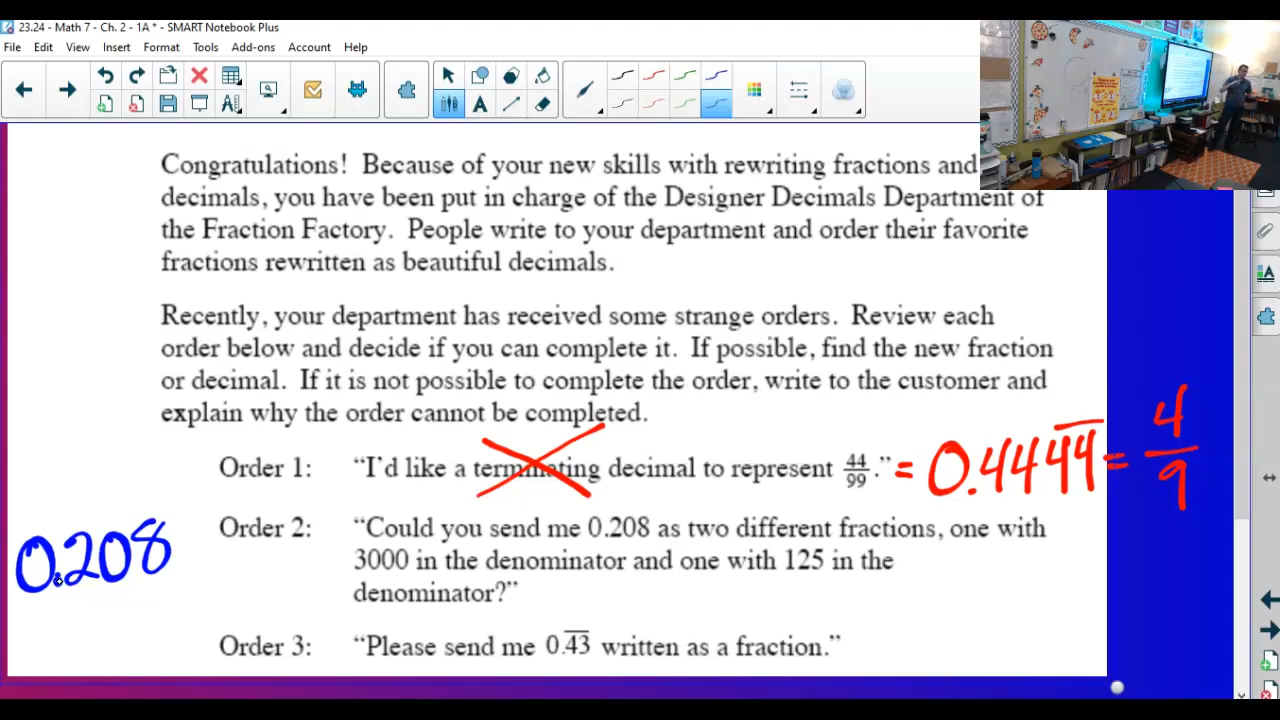 23.24 - Math 7 - Ch. 2 - 1A * - SMART Notebook Plus
File Edit View Insert Format Tools Add-ons Account Help
Congratulations! Because of your new skills with rewriting fractions and
decimals, you have been put in charge of the Designer Decimals Department of
the Fraction Factory. People write to your department and order their favorite
fractions rewritten as beautiful decimals.
Recently, your department has received some strange orders. Review each
order below and decide if you can complete it. If possible, find the new fraction
or decimal. If it is not possible to complete the order, write to the customer and
explain why the order cannot be completed.
Order 1: “I’d like a terminating decimal to represent 44/99.” = 0.444̅4̅ = 4/9
Order 2: “Could you send me 0.208 as two different fractions, one with
0.208 3000 in the denominator and one with 125 in the
denominator?”
Order 3: “Please send me 0.4̅3̅ written as a fraction.”